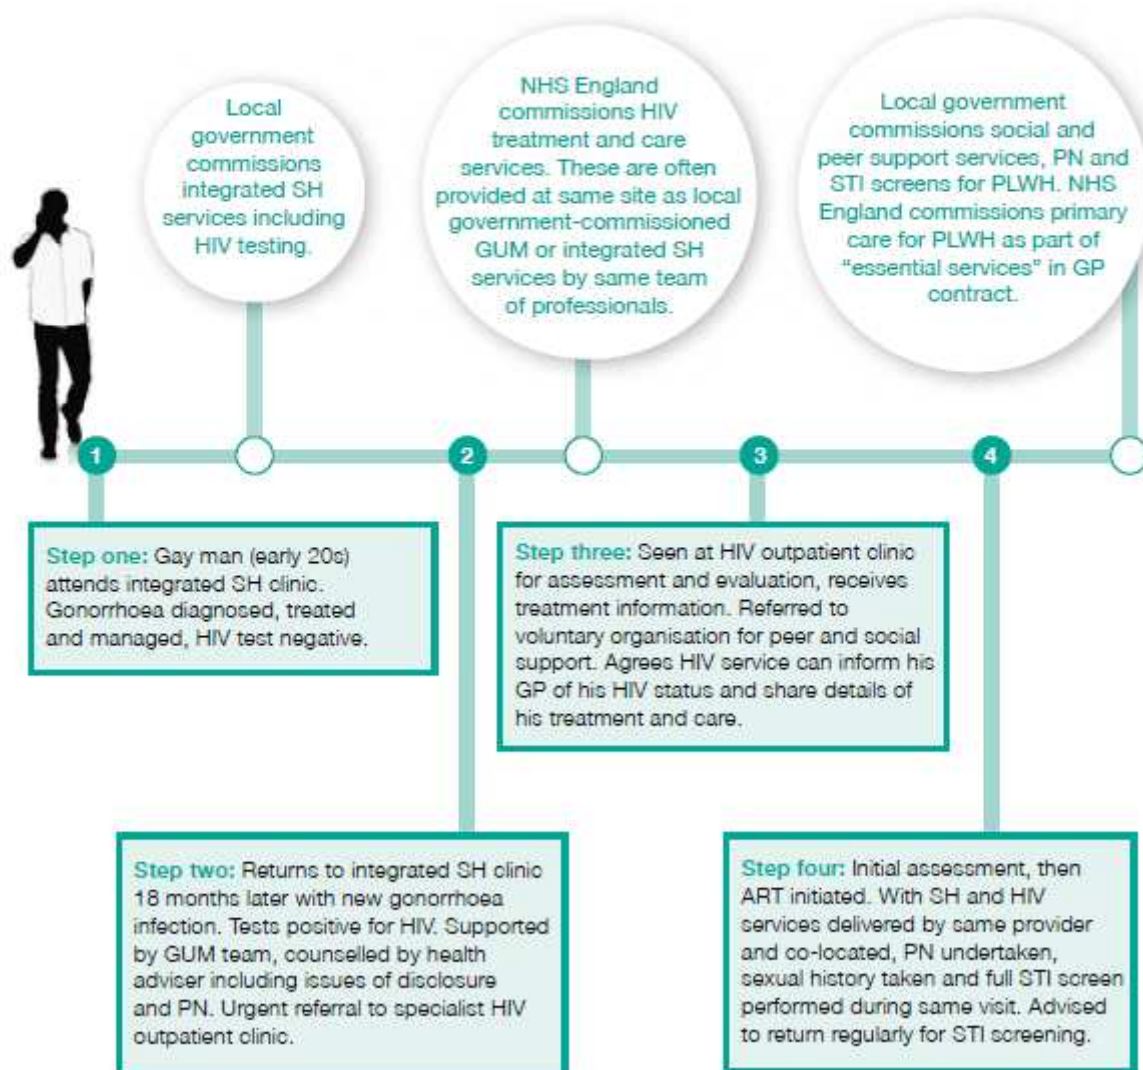 Local
government
commissions
integrated SH
services including
HIV testing.
NHS England
commissions HIV
treatment and care
services. These are often
provided at same site as local
government-commissioned
GUM or integrated SH
services by same team
of professionals.
Local government
commissions social and
peer support services, PN and
STI screens for PLWH. NHS
England commissions primary
care for PLWH as part of
“essential services” in GP
contract.
1
2
3
4
Step one: Gay man (early 20s)
attends integrated SH clinic.
Gonorrhoea diagnosed, treated
and managed, HIV test negative.
Step three: Seen at HIV outpatient clinic
for assessment and evaluation, receives
treatment information. Referred to
voluntary organisation for peer and social
support. Agrees HIV service can inform his
GP of his HIV status and share details of
his treatment and care.
Step two: Returns to integrated SH clinic
18 months later with new gonorrhoea
infection. Tests positive for HIV. Supported
by GUM team, counselled by health
adviser including issues of disclosure
and PN. Urgent referral to specialist HIV
outpatient clinic.
Step four: Initial assessment, then
ART initiated. With SH and HIV
services delivered by same provider
and co-located, PN undertaken,
sexual history taken and full STI screen
performed during same visit. Advised
to return regularly for STI screening.